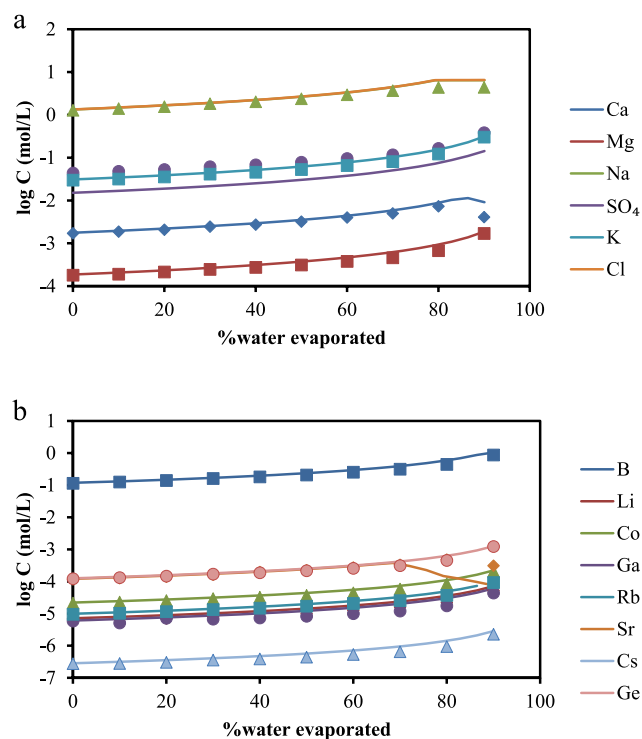 a
2
1
0
-1
-2
-3
-4
log C (mol/L)
0 20 40 60 80 100
%water evaporated
Ca
Mg
Na
SO₄
K
Cl
b
1
0
-1
-2
-3
-4
-5
-6
-7
log C (mol/L)
0 20 40 60 80 100
%water evaporated
B
Li
Co
Ga
Rb
Sr
Cs
Ge